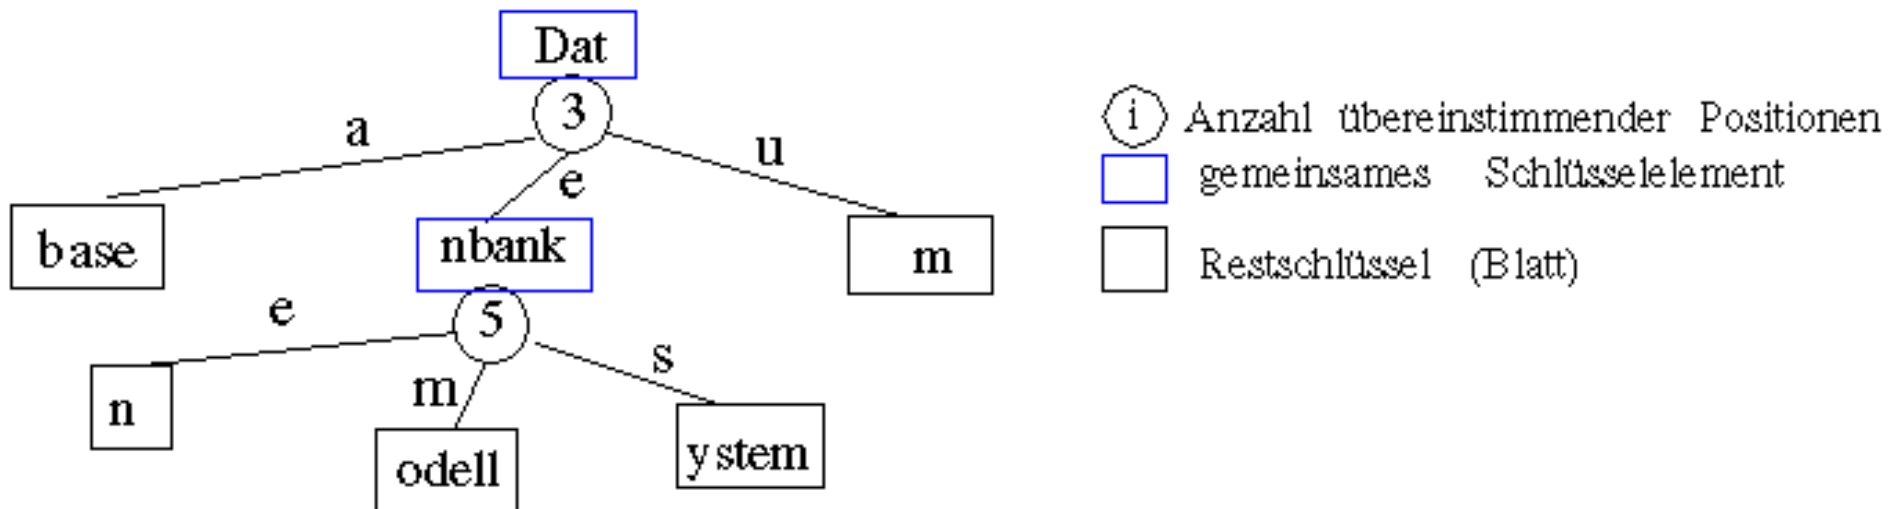 Dat
3
a
e
u
base
nbank
m
5
e
m
s
n
odell
ystem
i Anzahl übereinstimmender Positionen
gemeinsames Schlüsselelement
Restschlüssel (Blatt)